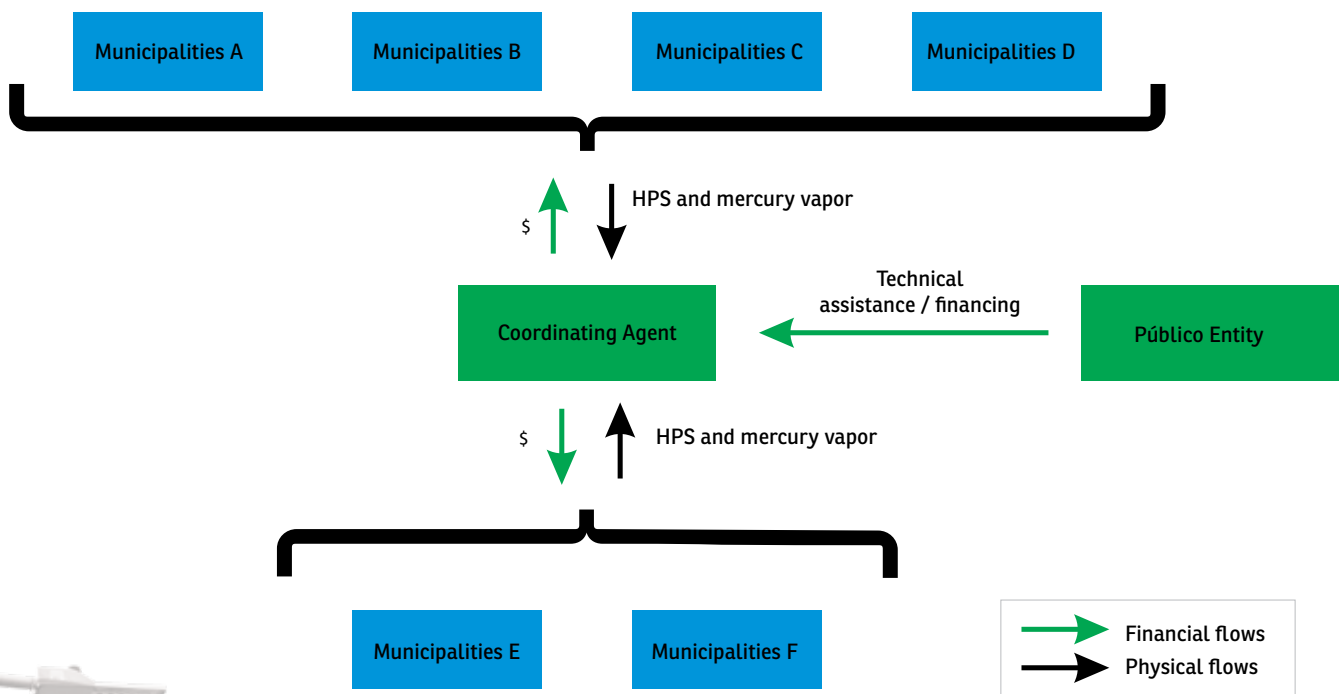 Municipalities A
Municipalities B
Municipalities C
Municipalities D
$
HPS and mercury vapor
Technical
assistance / financing
Coordinating Agent
Público Entity
$
HPS and mercury vapor
Municipalities E
Municipalities F
Financial flows
Physical flows